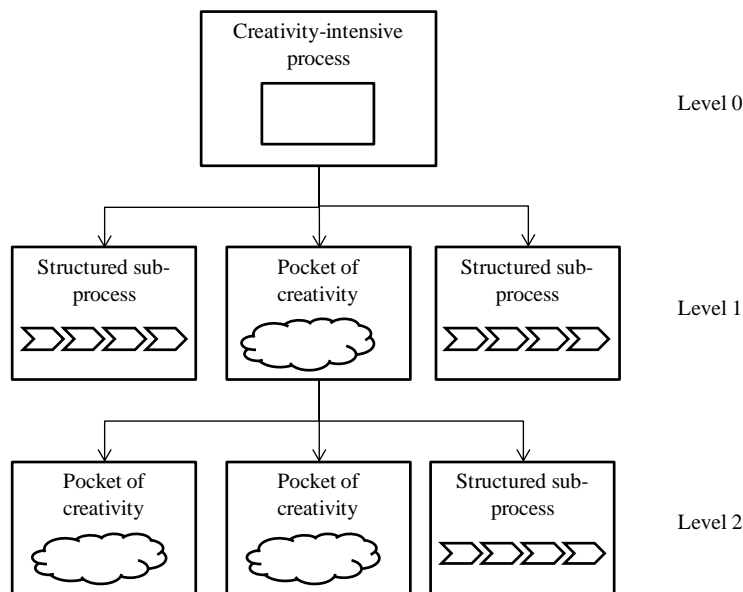 Creativity-intensive
process
Level 0
Structured sub-
process
Pocket of
creativity
Structured sub-
process
Level 1
Pocket of
creativity
Pocket of
creativity
Structured sub-
process
Level 2